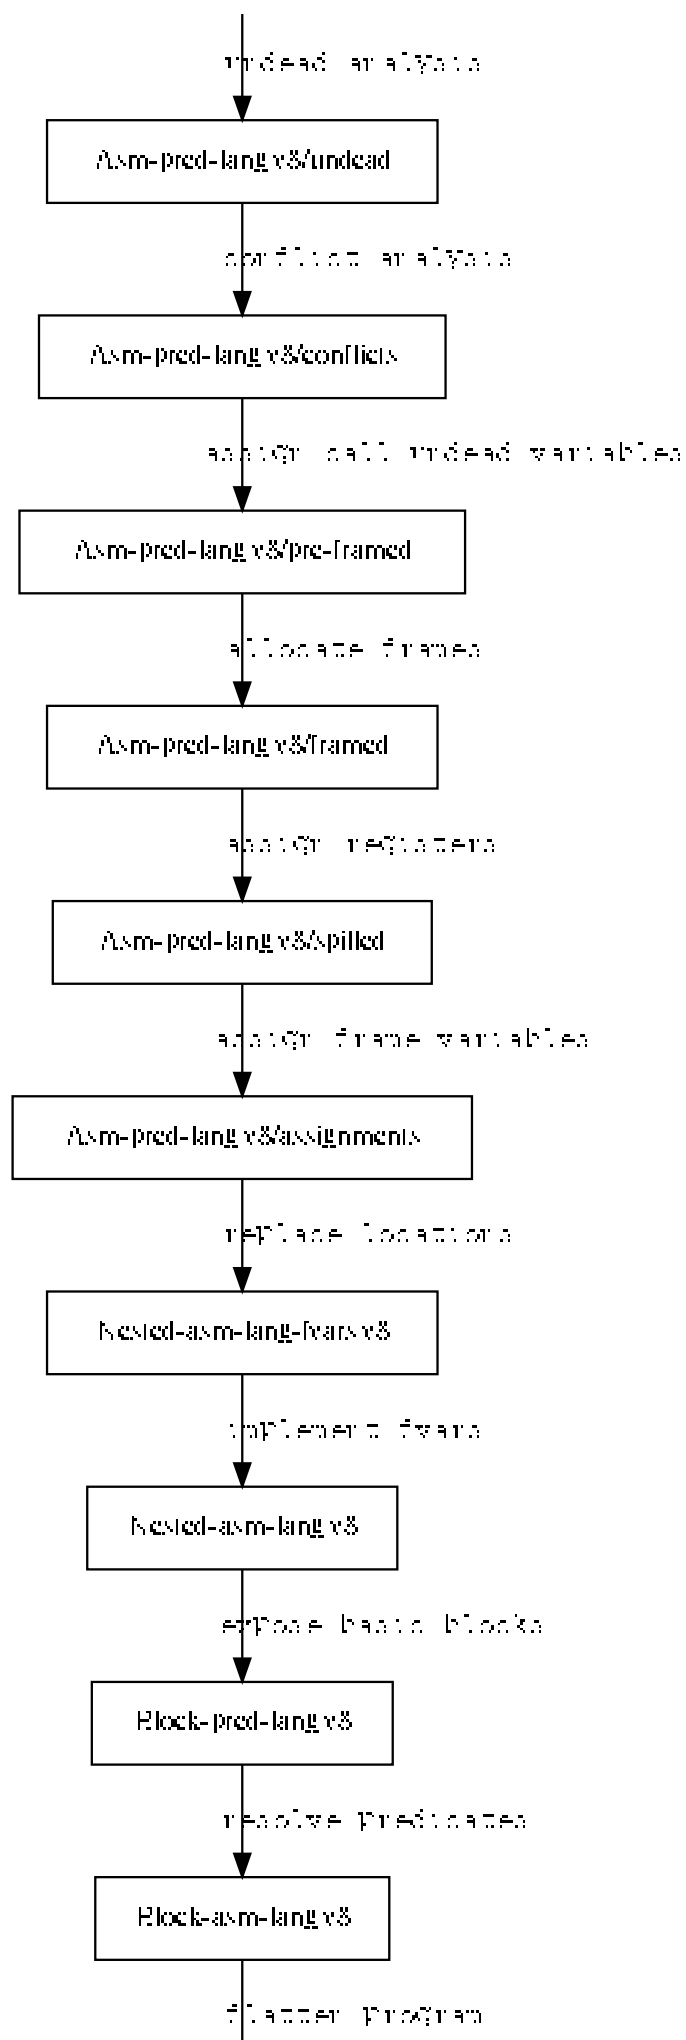 undead analysis
Asm-pred-lang v8/undead
conflict analysis
Asm-pred-lang v8/conflicts
assign call undead variables
Asm-pred-lang v8/pre-framed
allocate frames
Asm-pred-lang v8/framed
assign registers
Asm-pred-lang v8/spilled
assign frame variables
Asm-pred-lang v8/assignments
replace locations
Nested-asm-lang-fvars v8
implement fvars
Nested-asm-lang v8
expose basic blocks
Block-pred-lang v8
resolve predicates
Block-asm-lang v8
flatten program